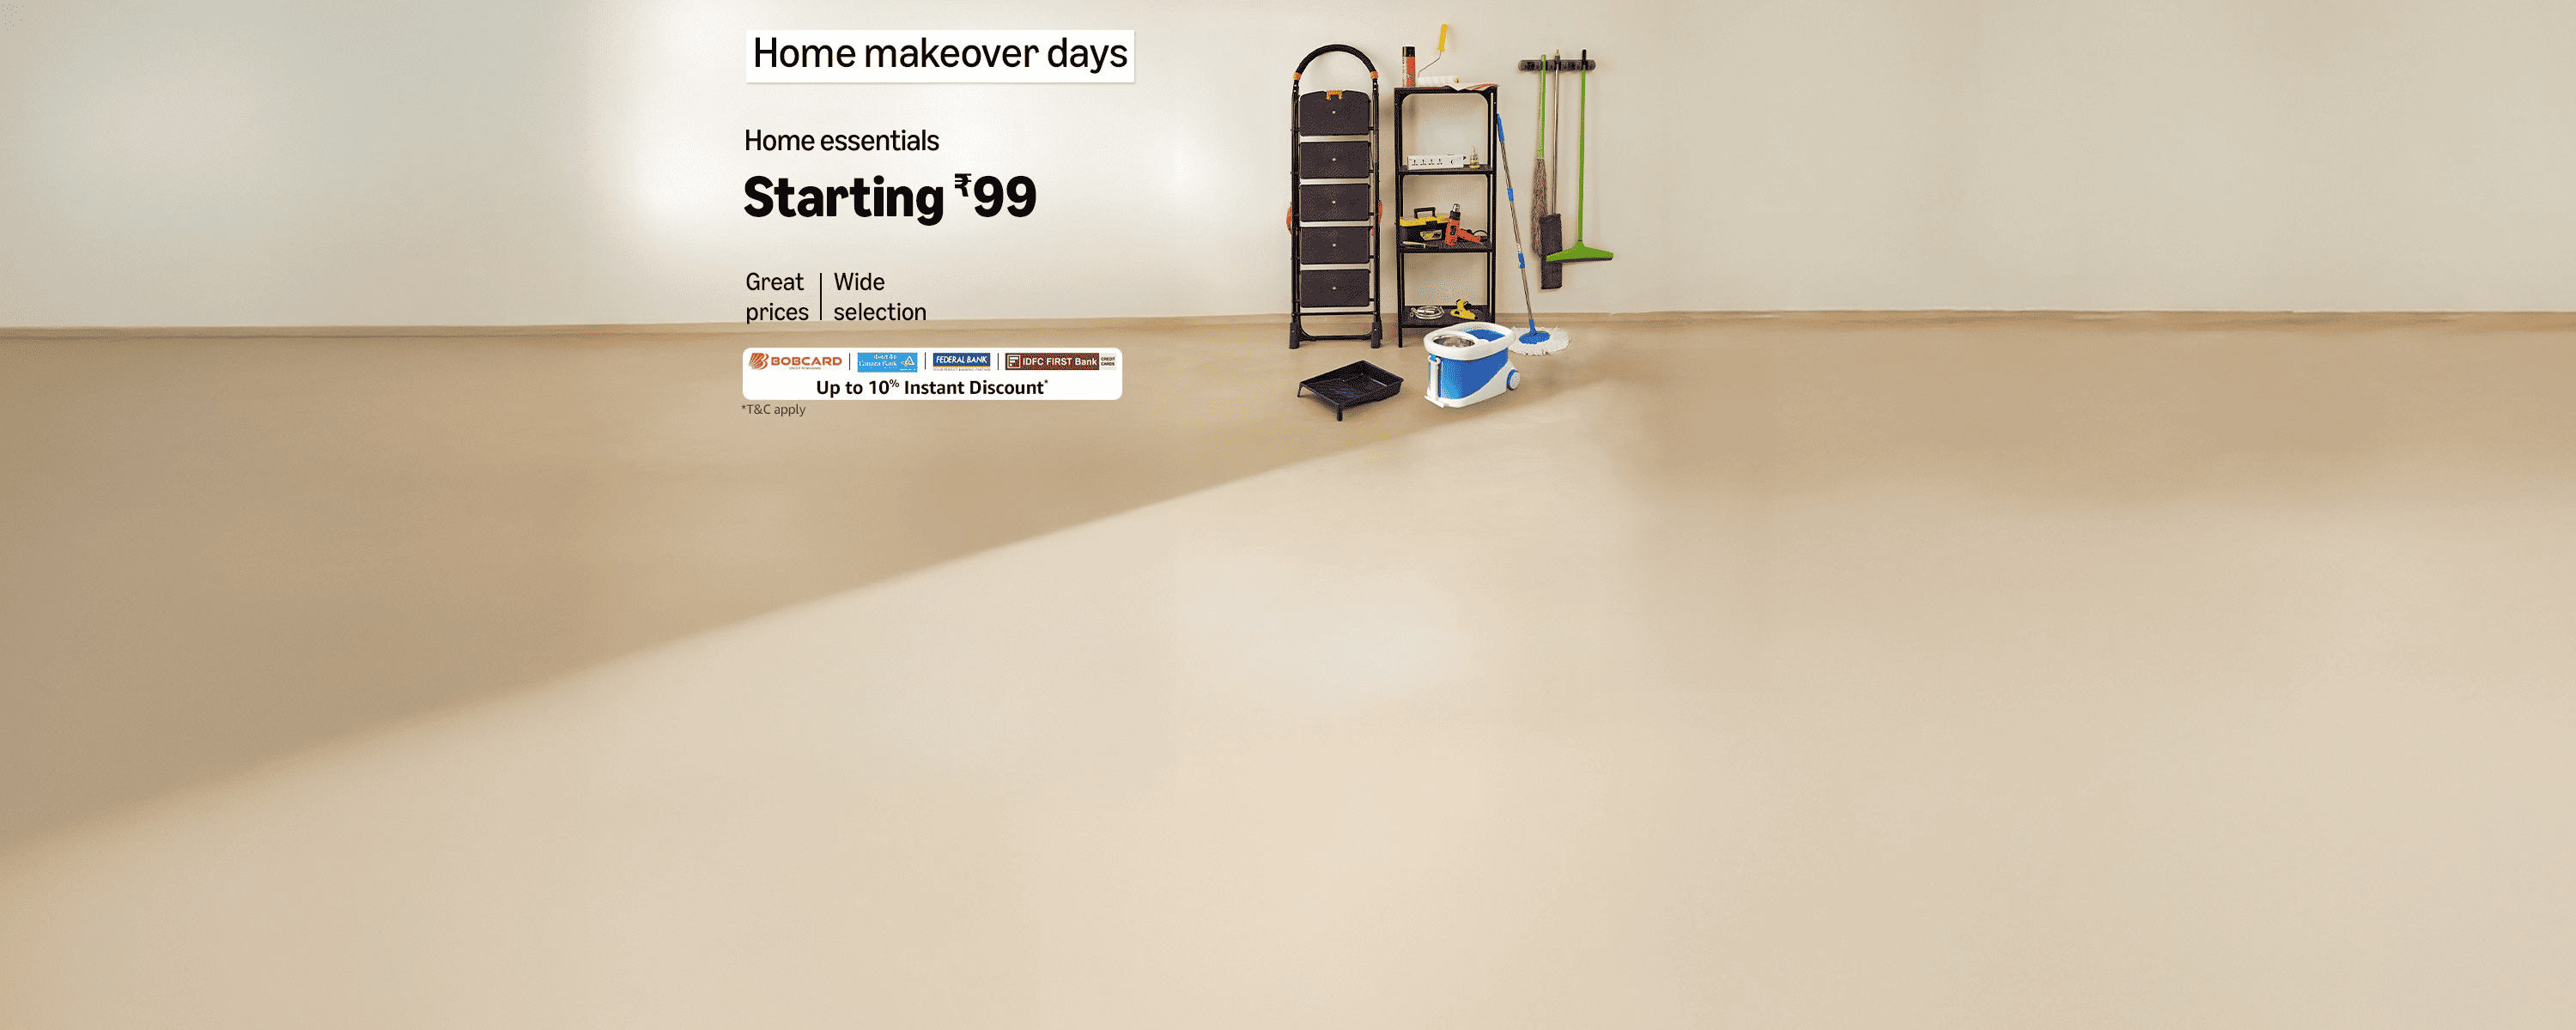 Home makeover days
Home essentials
Starting ₹99
Great prices
Wide selection
BOBCARD
Canara Bank
FEDERAL BANK
IDFC FIRST Bank
CREDIT CARDS
Up to 10% Instant Discount*
*T&C apply